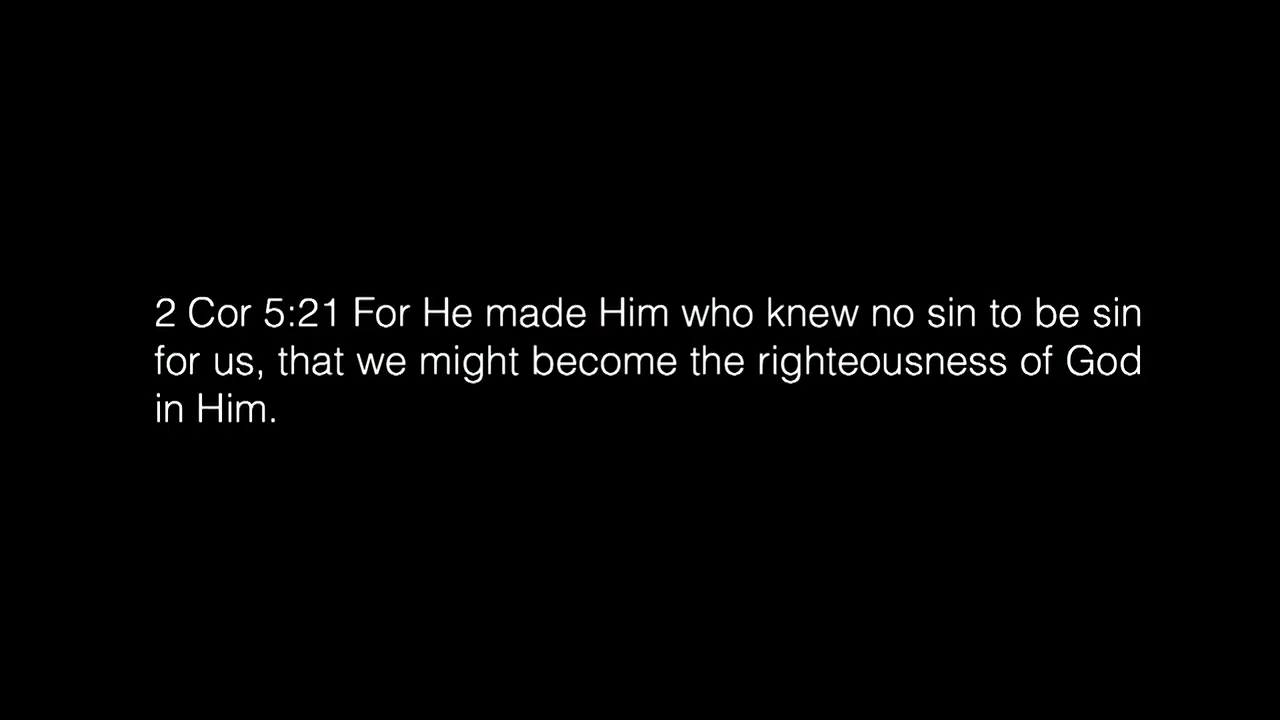 2 Cor 5:21 For He made Him who knew no sin to be sin
for us, that we might become the righteousness of God
in Him.